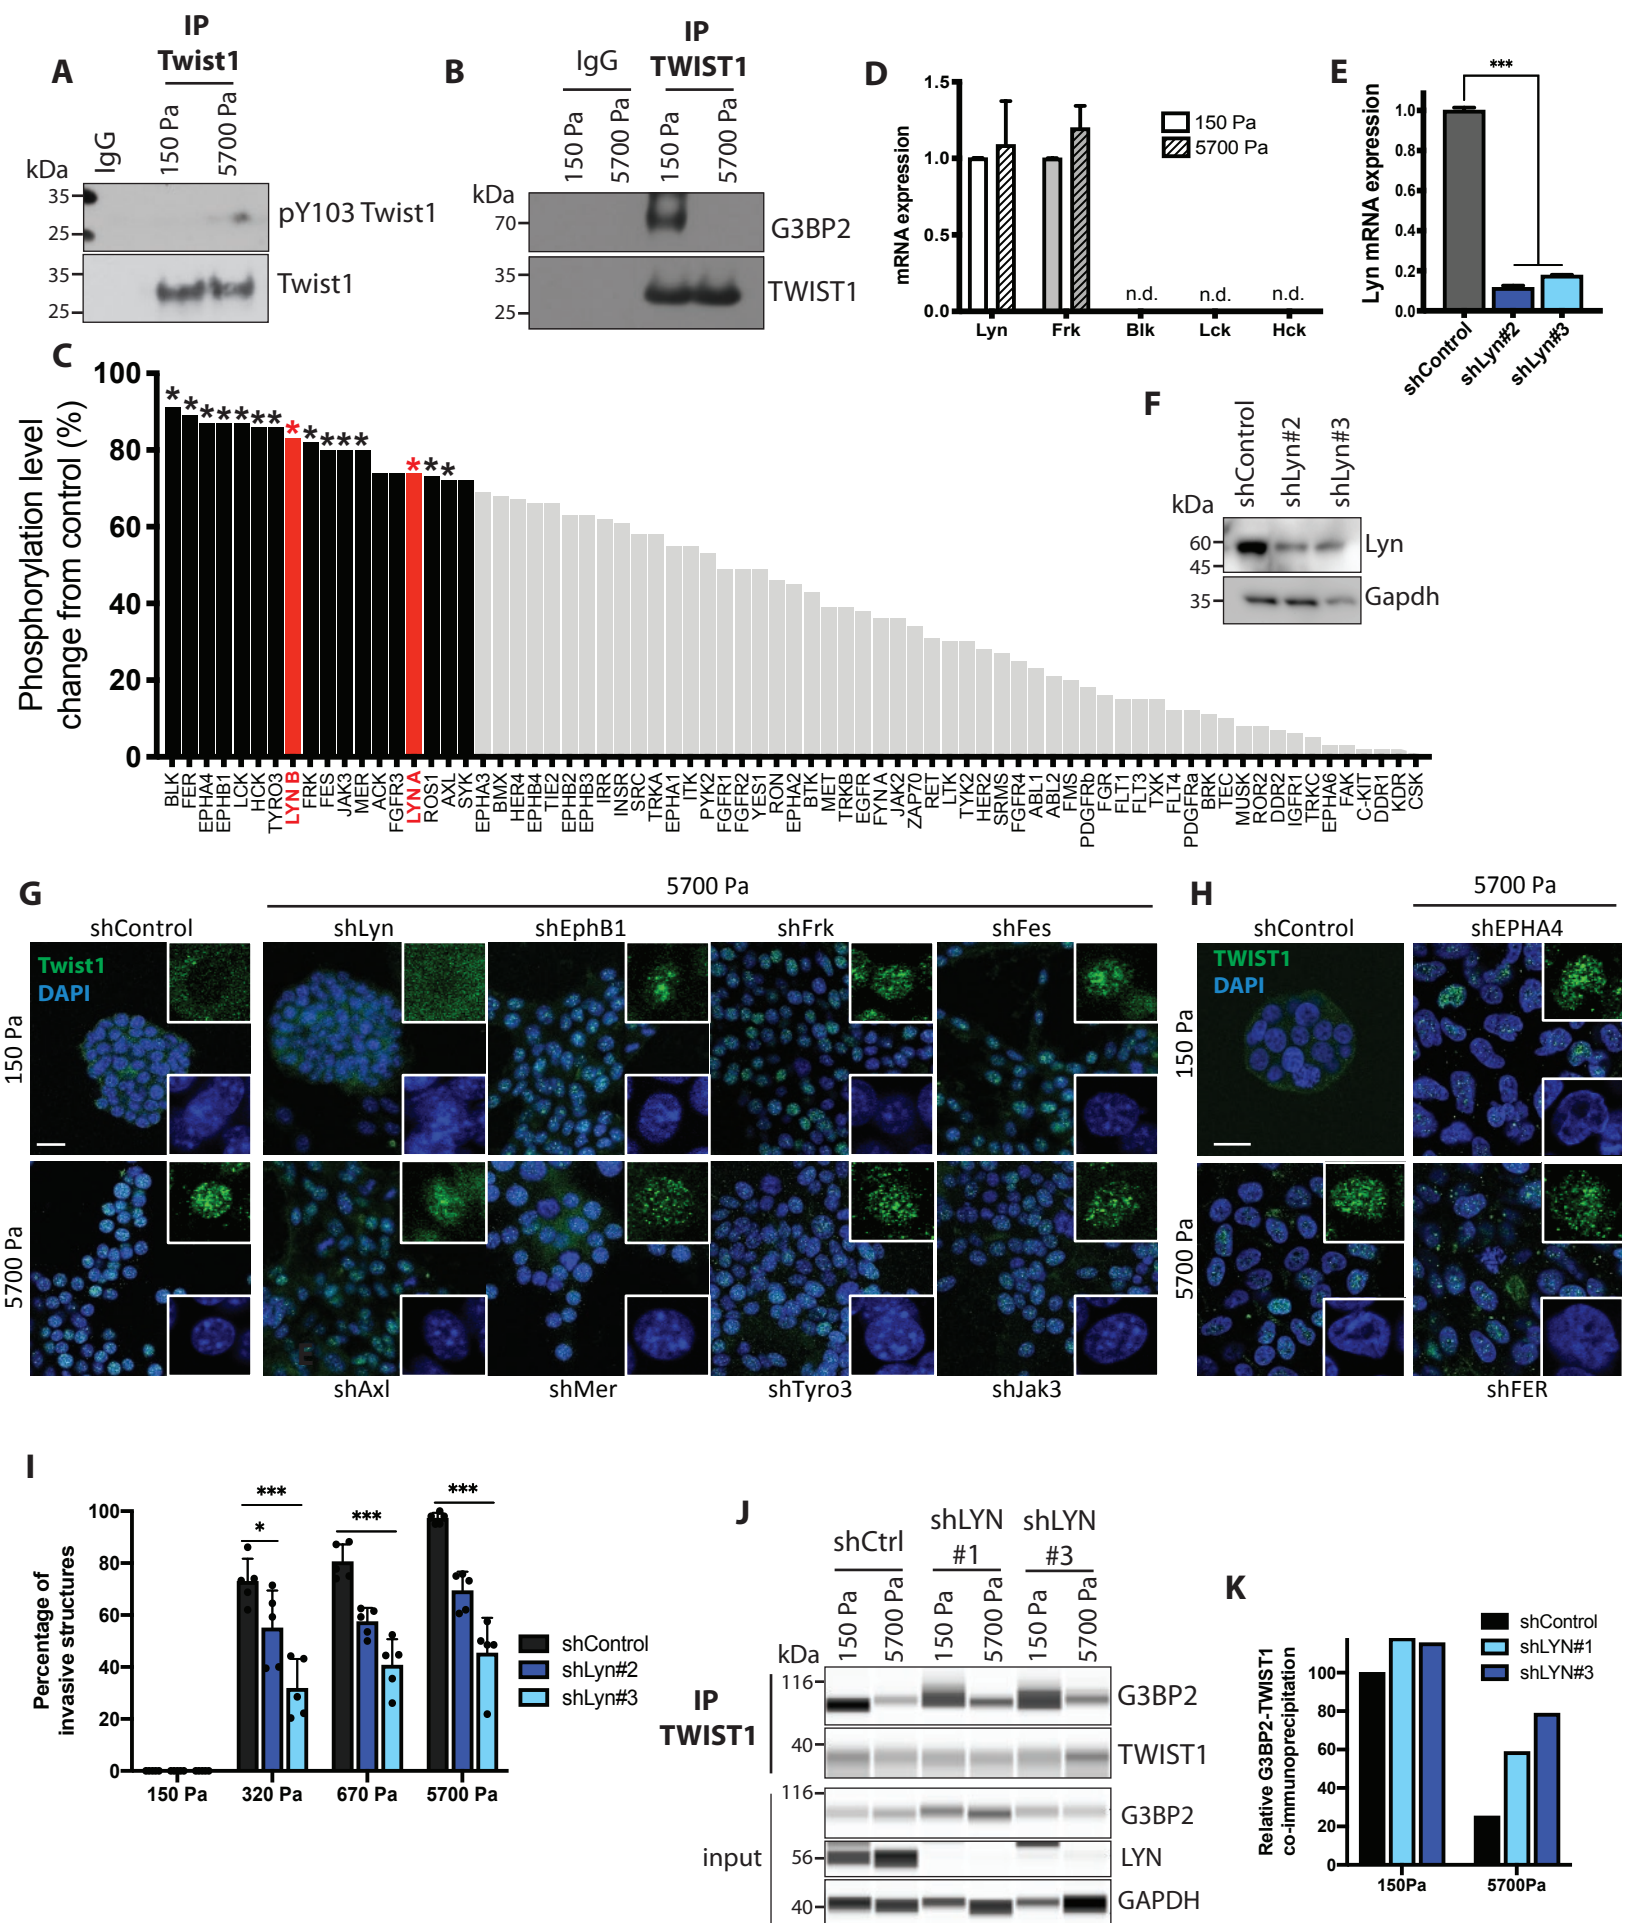 A
IP
Twist1
IgG
150 Pa
5700 Pa
kDa
35
25
pY103 Twist1
35
25
Twist1
B
IgG
IP
TWIST1
150 Pa
5700 Pa
150 Pa
5700 Pa
kDa
70
G3BP2
35
25
TWIST1
D
mRNA expression
1.5
1.0
0.5
0.0
150 Pa
5700 Pa
n.d.
n.d.
n.d.
Lyn
Frk
Blk
Lck
Hck
E
Lyn mRNA expression
***
1.0
0.8
0.6
0.4
0.2
0.0
shControl
shLyn#2
shLyn#3
C
Phosphorylation level
change from control (%)
100
80
60
40
20
0
* * * * * * * * * * * * * * *
BLK
FER
EPHA4
EPHB1
LCK
HCK
TYRO3
LYN B
FRK
FES
JAK3
MER
ACK
FGFR3
LYN A
ROS1
AXL
SYK
EPHA3
BMX
HER4
EPHB4
TIE2
EPHB2
EPHB3
IRR
INSR
SRC
TRKA
EPHA1
ITK
PYK2
FGFR1
FGFR2
YES1
RON
EPHA2
BTK
MET
TRKB
EGFR
FYN A
JAK2
ZAP70
RET
LTK
TYK2
HER2
SRMS
FGFR4
ABL1
ABL2
FMS
PDGFRb
FGR
FLT1
FLT3
TXK
FLT4
PDGFRa
BRK
TEC
MUSK
ROR2
DDR2
IGFR1
TRKC
EPHA6
FAK
C-KIT
DDR1
KDR
CSK
F
shControl
shLyn#2
shLyn#3
kDa
60
45
Lyn
35
Gapdh
G
5700 Pa
shControl
shLyn
shEphB1
shFrk
shFes
Twist1
DAPI
150 Pa
5700 Pa
E
shAxl
shMer
shTyro3
shJak3
H
5700 Pa
shControl
shEPHA4
TWIST1
DAPI
150 Pa
5700 Pa
shFER
I
Percentage of
invasive structures
100
80
60
40
20
0
***
*
***
***
150 Pa
320 Pa
670 Pa
5700 Pa
shControl
shLyn#2
shLyn#3
J
shCtrl
shLYN
#1
shLYN
#3
150 Pa
5700 Pa
150 Pa
5700 Pa
150 Pa
5700 Pa
kDa
IP
TWIST1
116
G3BP2
40
TWIST1
input
116
G3BP2
56
LYN
40
GAPDH
K
Relative G3BP2-TWIST1
co-immunoprecipitation
100
80
60
40
20
0
150Pa
5700Pa
shControl
shLYN#1
shLYN#3